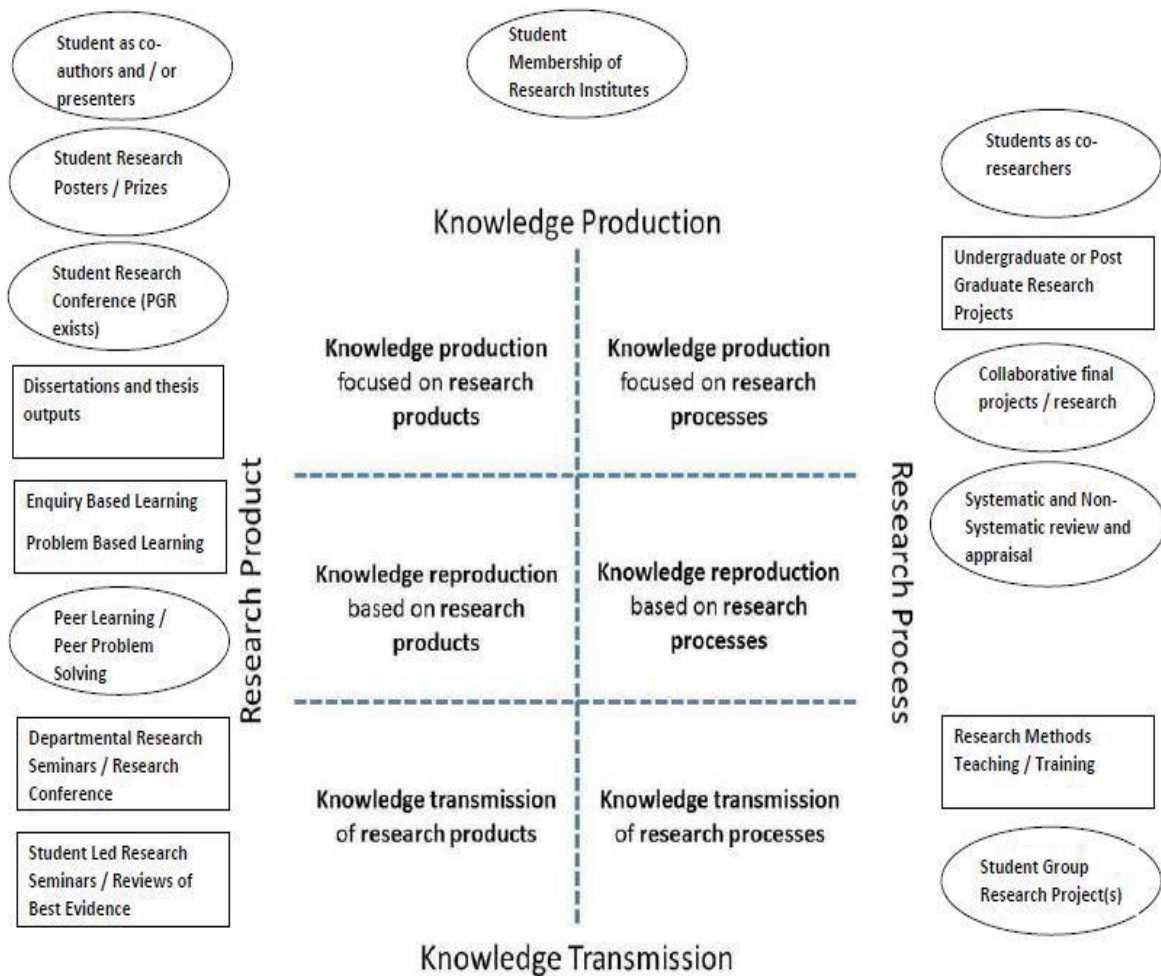 Student as co-
authors and / or
presenters
Student
Membership of
Research Institutes
Student Research
Posters / Prizes
Students as co-
researchers
Knowledge Production
Student Research
Conference (PGR
exists)
Undergraduate or Post
Graduate Research
Projects
Dissertations and thesis
outputs
Knowledge production
focused on research
products
Knowledge production
focused on research
processes
Collaborative final
projects / research
Research Product
Research Process
Enquiry Based Learning
Problem Based Learning
Systematic and Non-
Systematic review and
appraisal
Knowledge reproduction
based on research
products
Knowledge reproduction
based on research
processes
Peer Learning /
Peer Problem
Solving
Departmental Research
Seminars / Research
Conference
Research Methods
Teaching / Training
Knowledge transmission
of research products
Knowledge transmission
of research processes
Student Led Research
Seminars / Reviews of
Best Evidence
Student Group
Research Project(s)
Knowledge Transmission